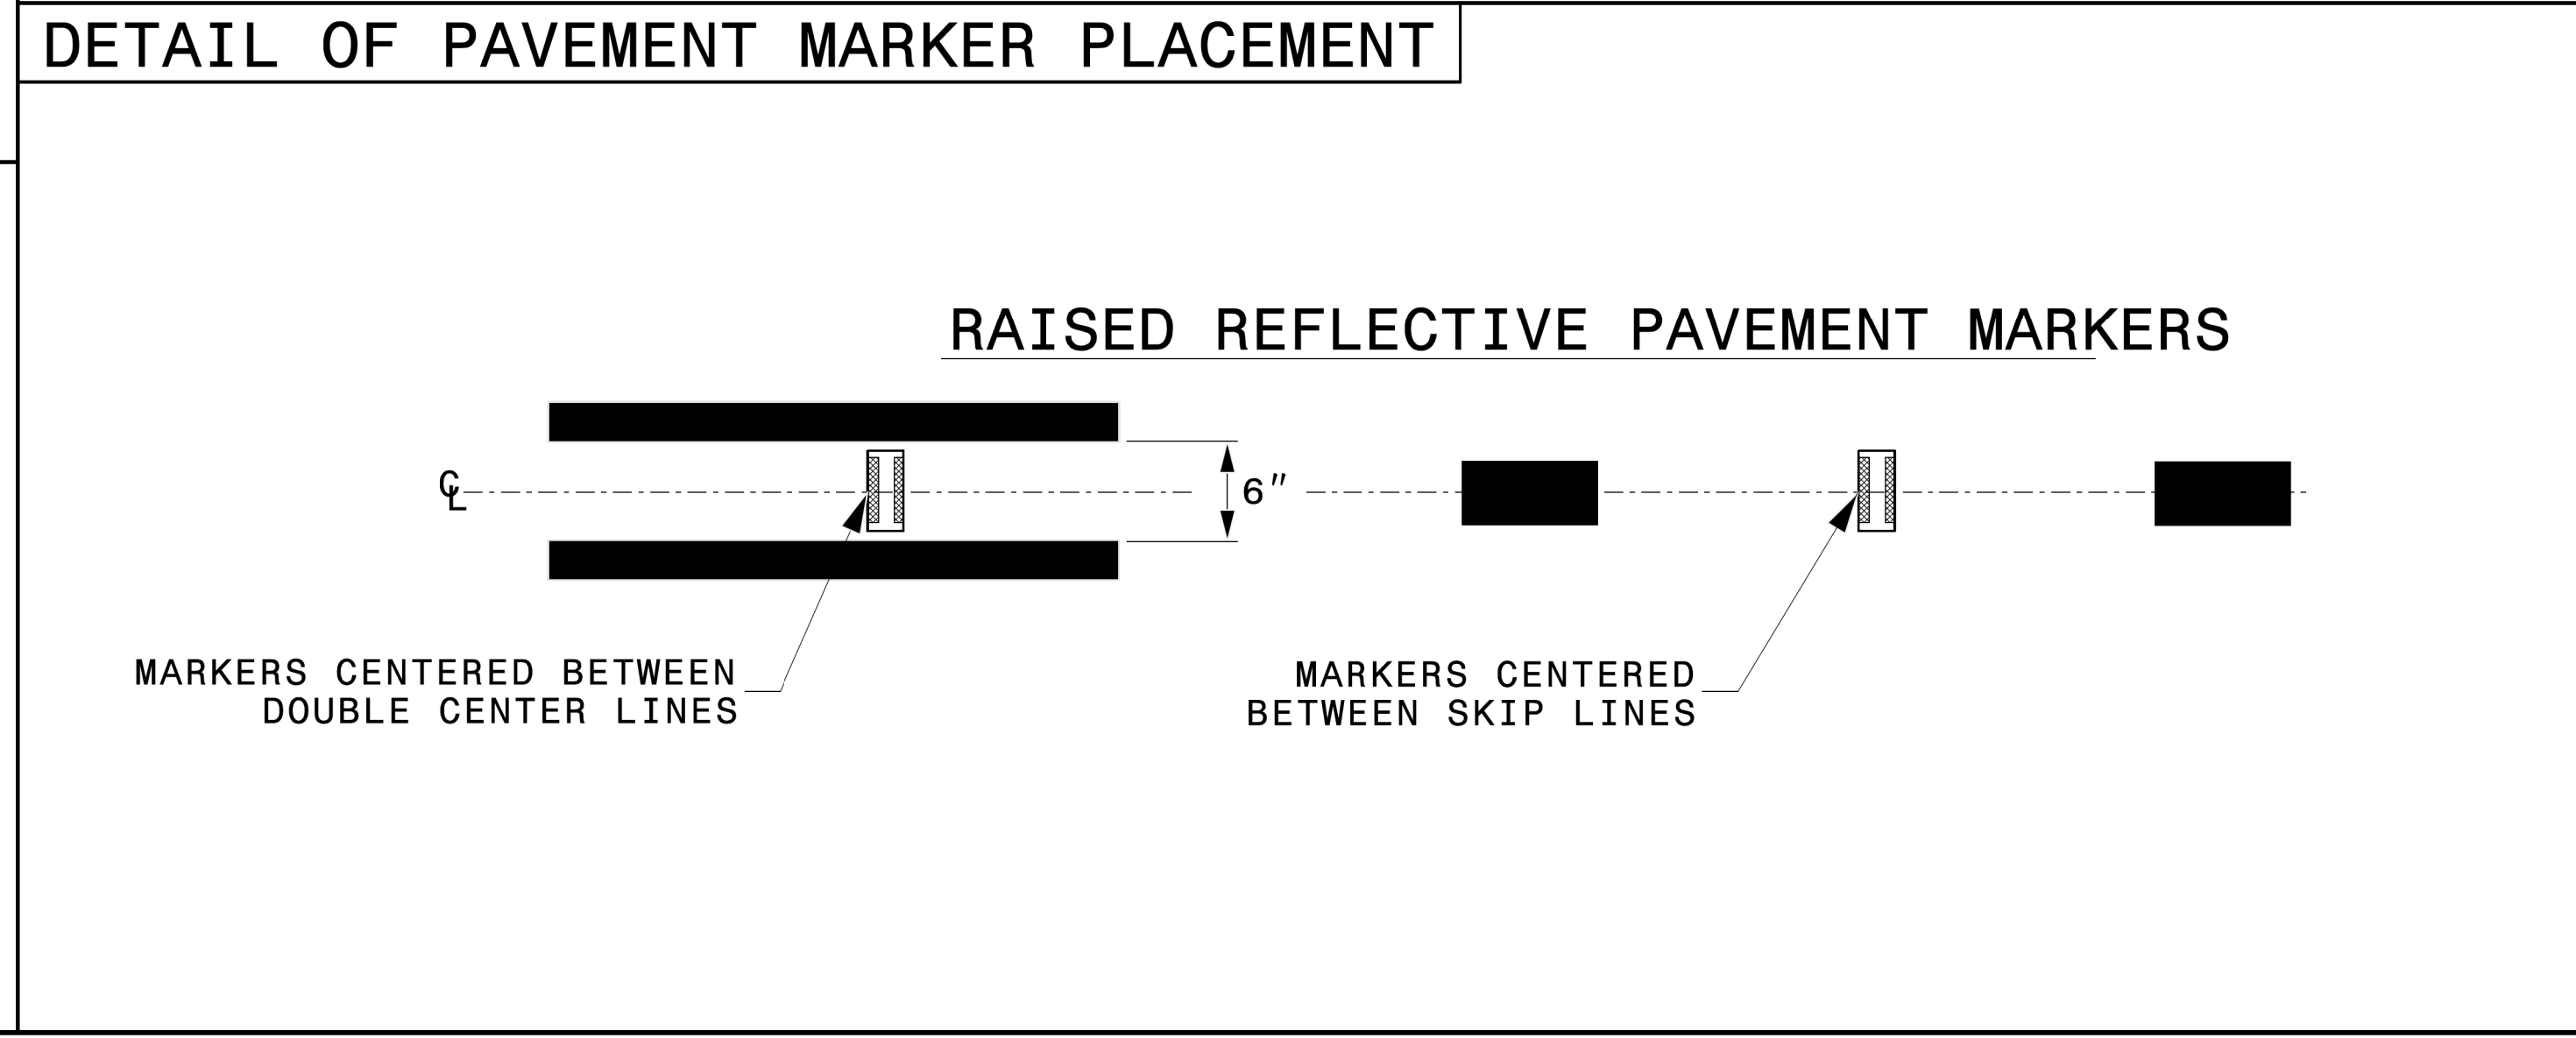 DETAIL OF PAVEMENT MARKER PLACEMENT
RAISED REFLECTIVE PAVEMENT MARKERS
℄
6"
MARKERS CENTERED BETWEEN
DOUBLE CENTER LINES
MARKERS CENTERED
BETWEEN SKIP LINES